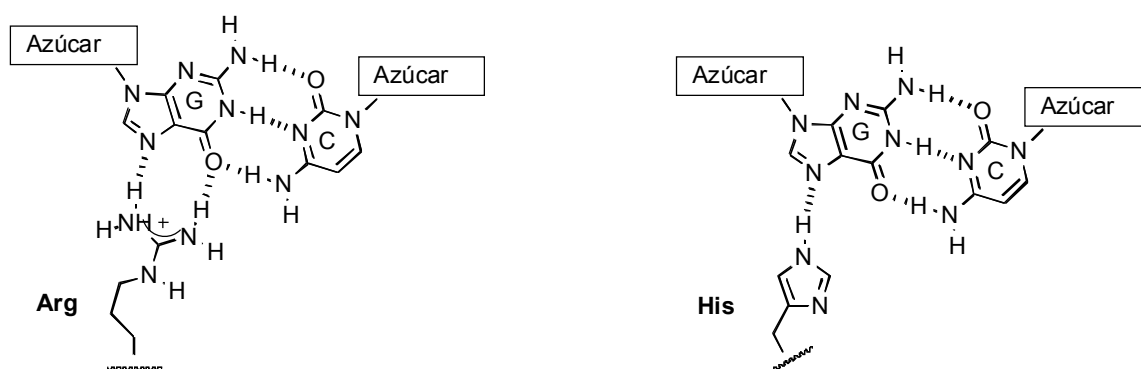 H
Azúcar
N H
N O Azúcar
N G N H N N
C
N O H N
H H H
H N H + N
H
N
H
Arg
H
Azúcar
N H
N O Azúcar
N G N H N N
C
N O H N
H H
N
N
His